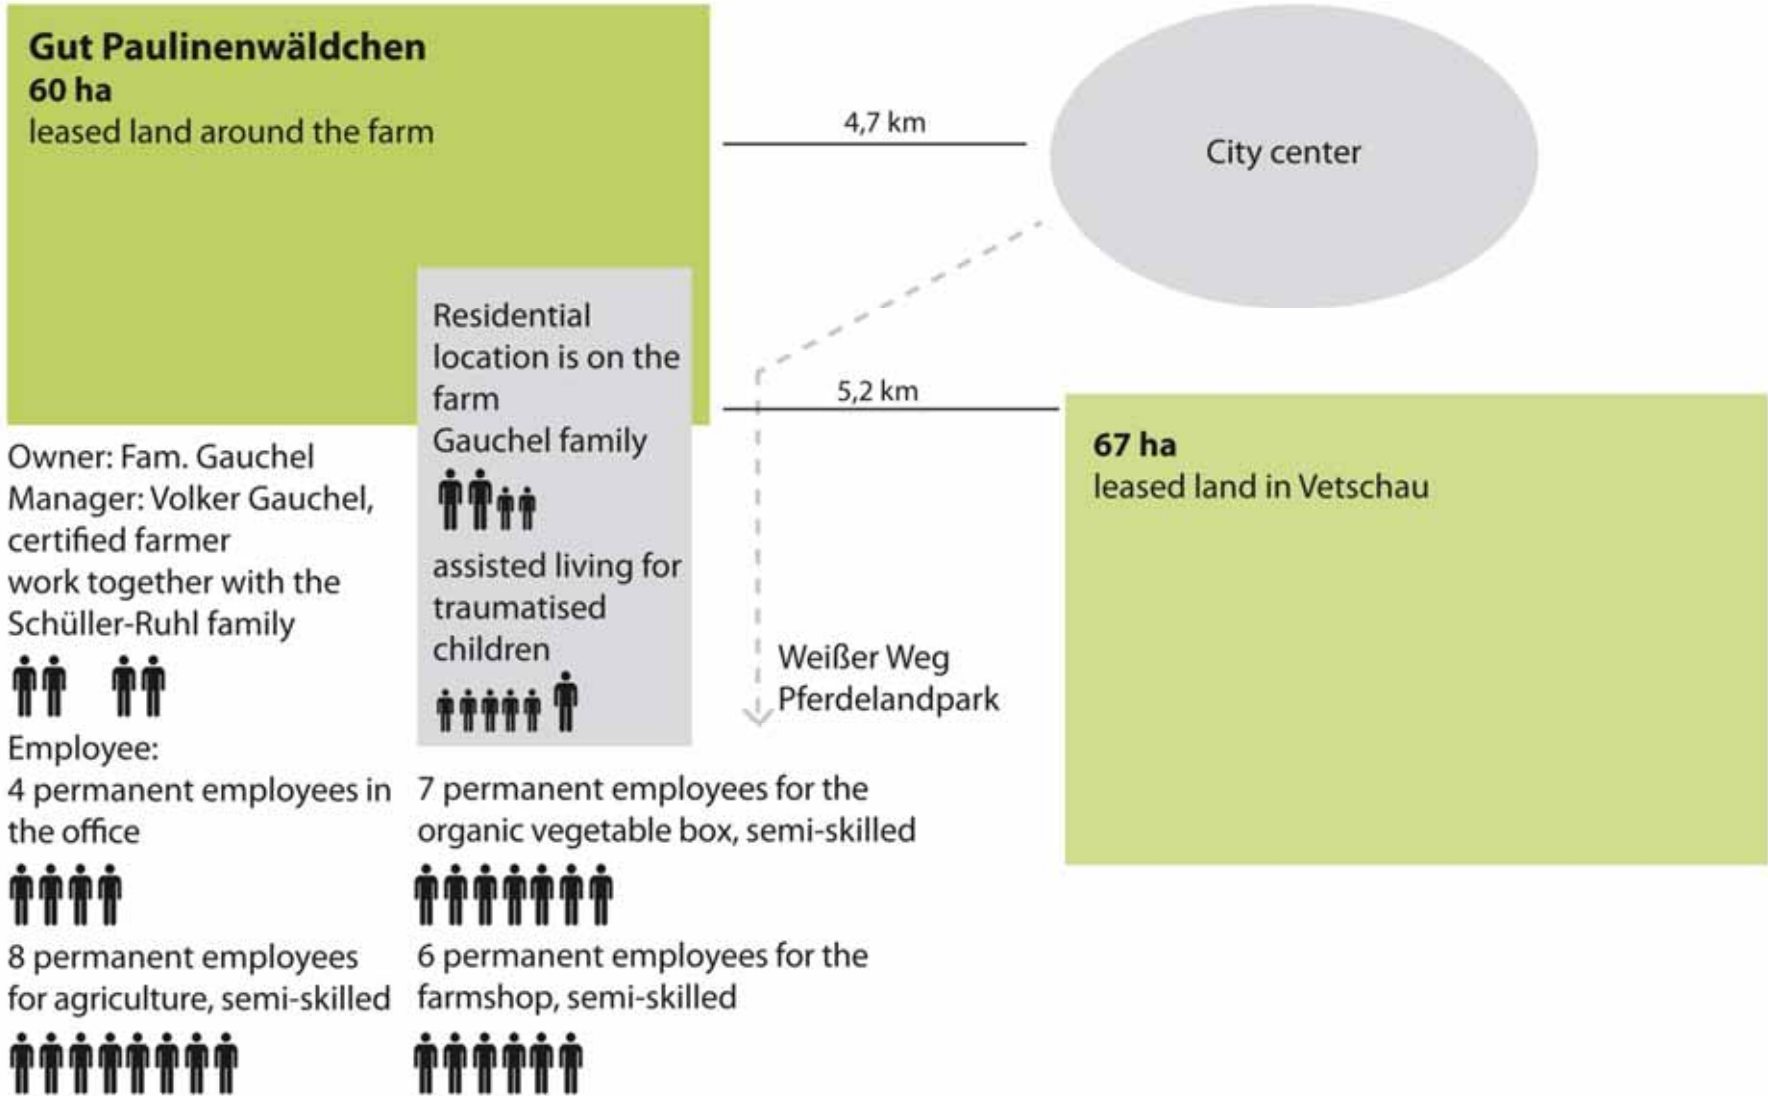 Gut Paulinenwäldchen
60 ha
leased land around the farm
4,7 km
City center
Residential
location is on the
farm
Gauchel family
assisted living for
traumatised
children
5,2 km
67 ha
leased land in Vetschau
Weißer Weg
Pferdelandpark
Owner: Fam. Gauchel
Manager: Volker Gauchel,
certified farmer
work together with the
Schüller-Ruhl family
Employee:
4 permanent employees in
the office
7 permanent employees for the
organic vegetable box, semi-skilled
8 permanent employees
for agriculture, semi-skilled
6 permanent employees for the
farmshop, semi-skilled